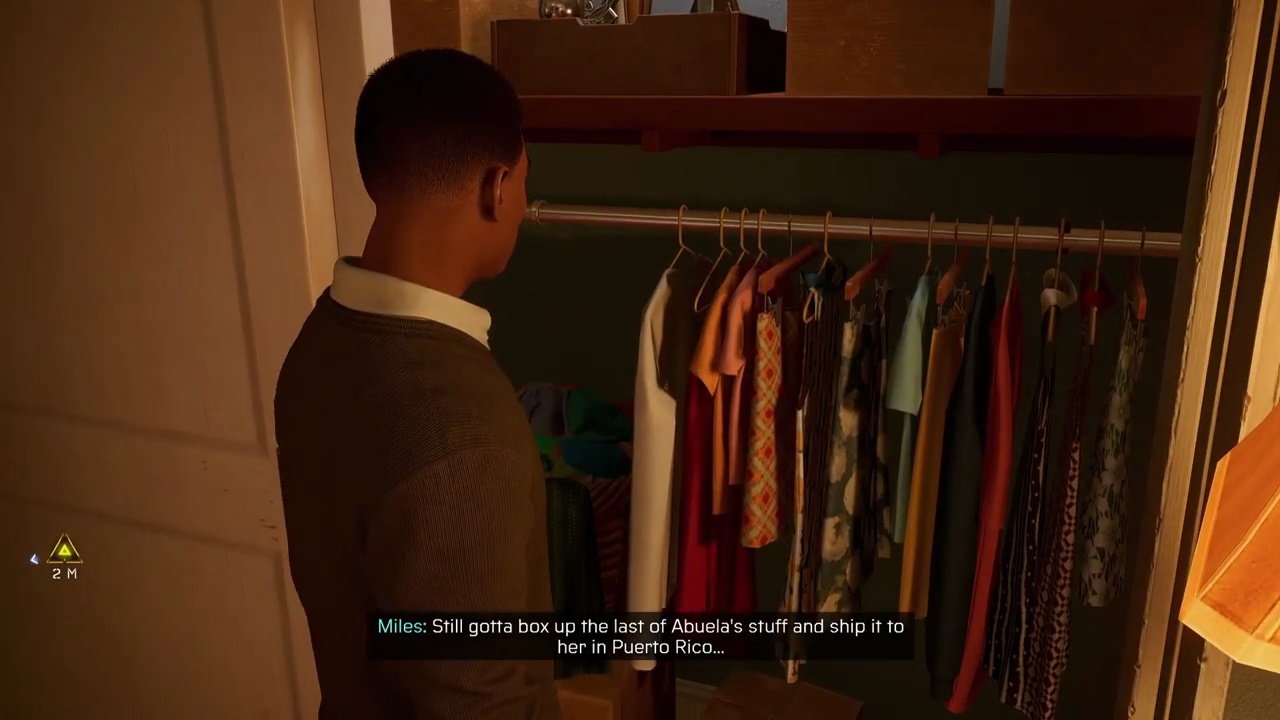 2 M
Miles: Still gotta box up the last of Abuela's stuff and ship it to
her in Puerto Rico...